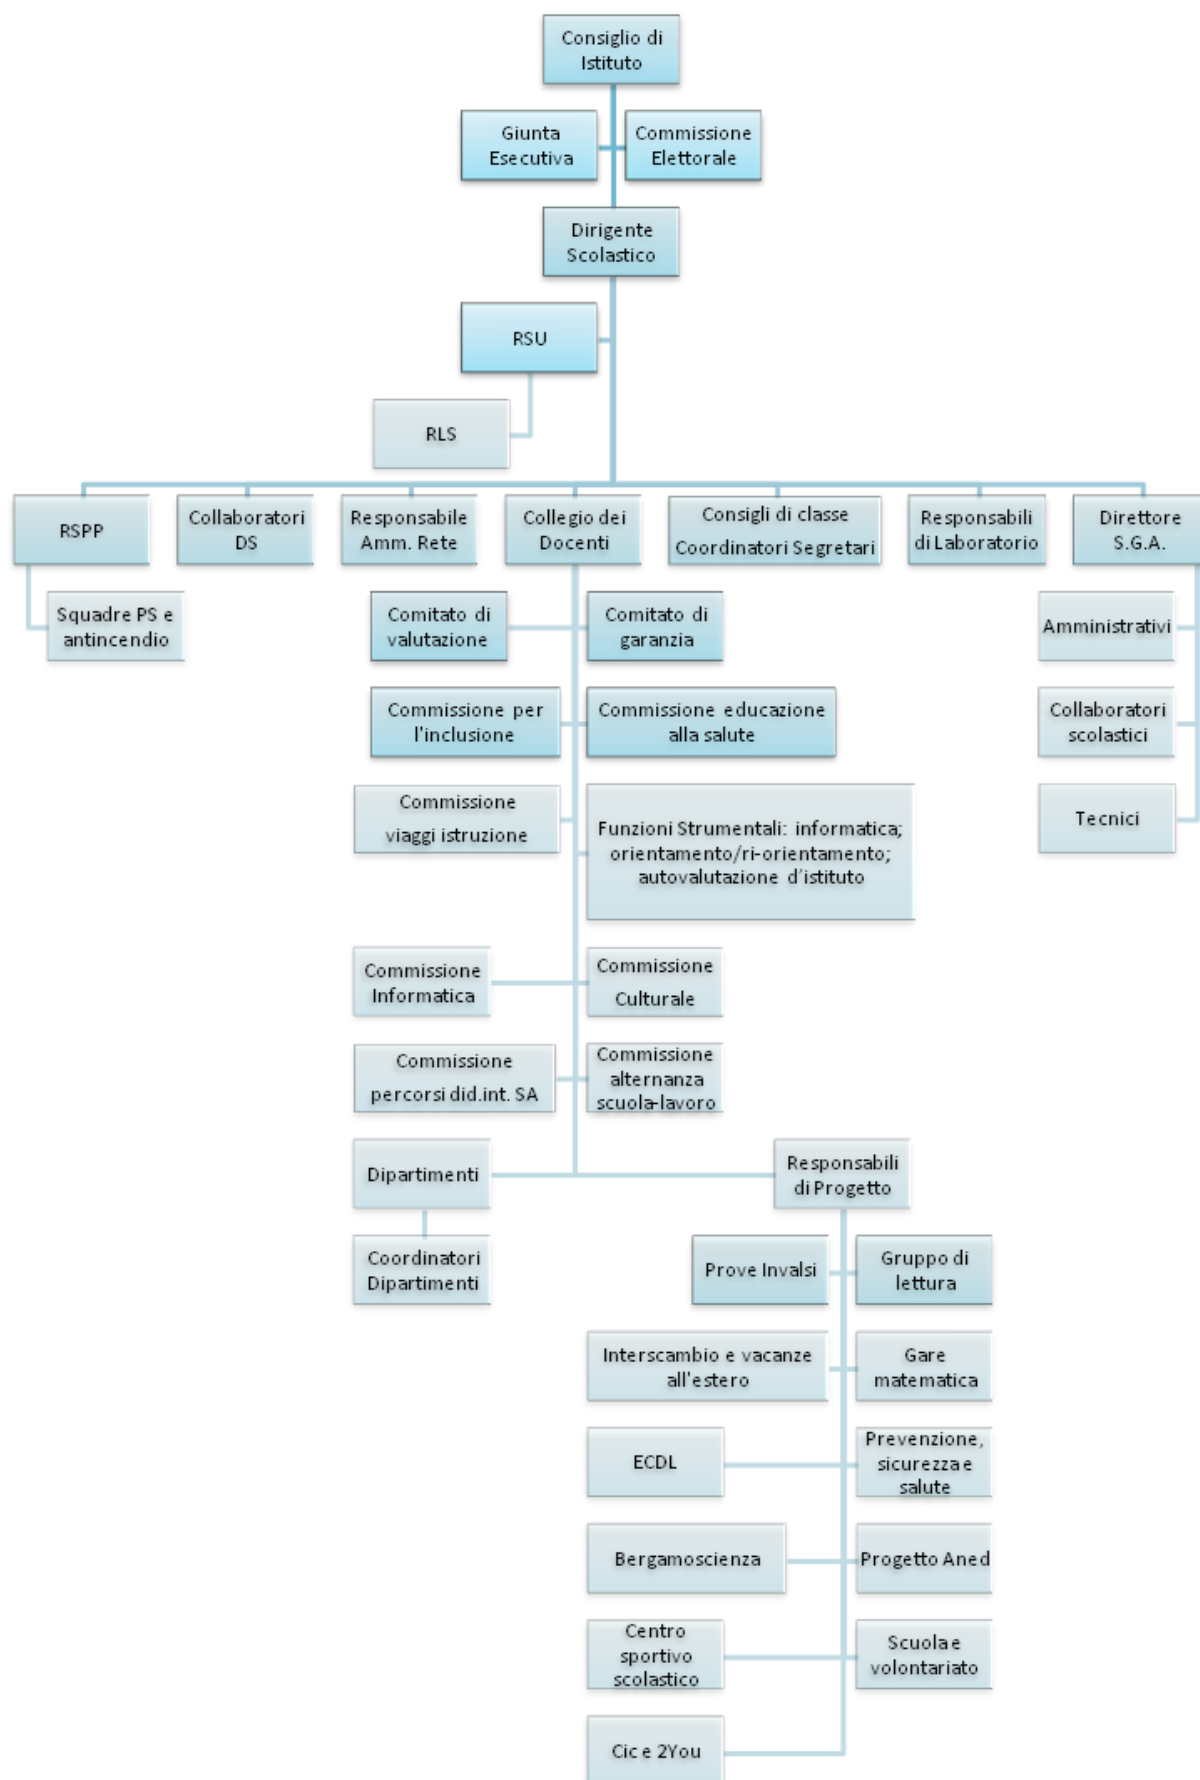 Consiglio di
Istituto
Giunta
Esecutiva
Commissione
Elettorale
Dirigente
Scolastico
RSU
RLS
RSPP
Collaboratori
DS
Responsabile
Amm. Rete
Collegio dei
Docenti
Consigli di classe
Coordinatori Segretari
Responsabili
di Laboratorio
Direttore
S.G.A.
Squadre PS e
antincendio
Comitato di
valutazione
Comitato di
garanzia
Amministrativi
Commissione per
l'inclusione
Commissione educazione
alla salute
Collaboratori
scolastici
Commissione
viaggi istruzione
Funzioni Strumentali: informatica;
orientamento/ri-orientamento;
autovalutazione d'istituto
Tecnici
Commissione
Informatica
Commissione
Culturale
Commissione
percorsi did.int. SA
Commissione
alternanza
scuola-lavoro
Dipartimenti
Responsabili
di Progetto
Coordinatori
Dipartimenti
Prove Invalsi
Gruppo di
lettura
Interscambio e vacanze
all'estero
Gare
matematica
ECDL
Prevenzione,
sicurezza e
salute
Bergamoscienza
Progetto Aned
Centro
sportivo
scolastico
Scuola e
volontariato
Cic e 2You